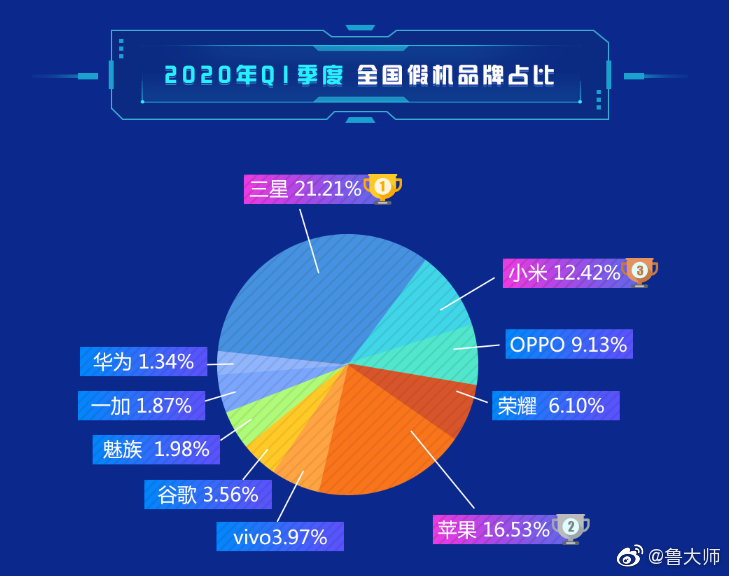 2020年Q1季度 全国假机品牌占比
三星 21.21%
1
小米 12.42%
3
OPPO 9.13%
华为 1.34%
一加 1.87%
荣耀 6.10%
魅族 1.98%
谷歌 3.56%
苹果 16.53%
2
vivo3.97%
@鲁大师